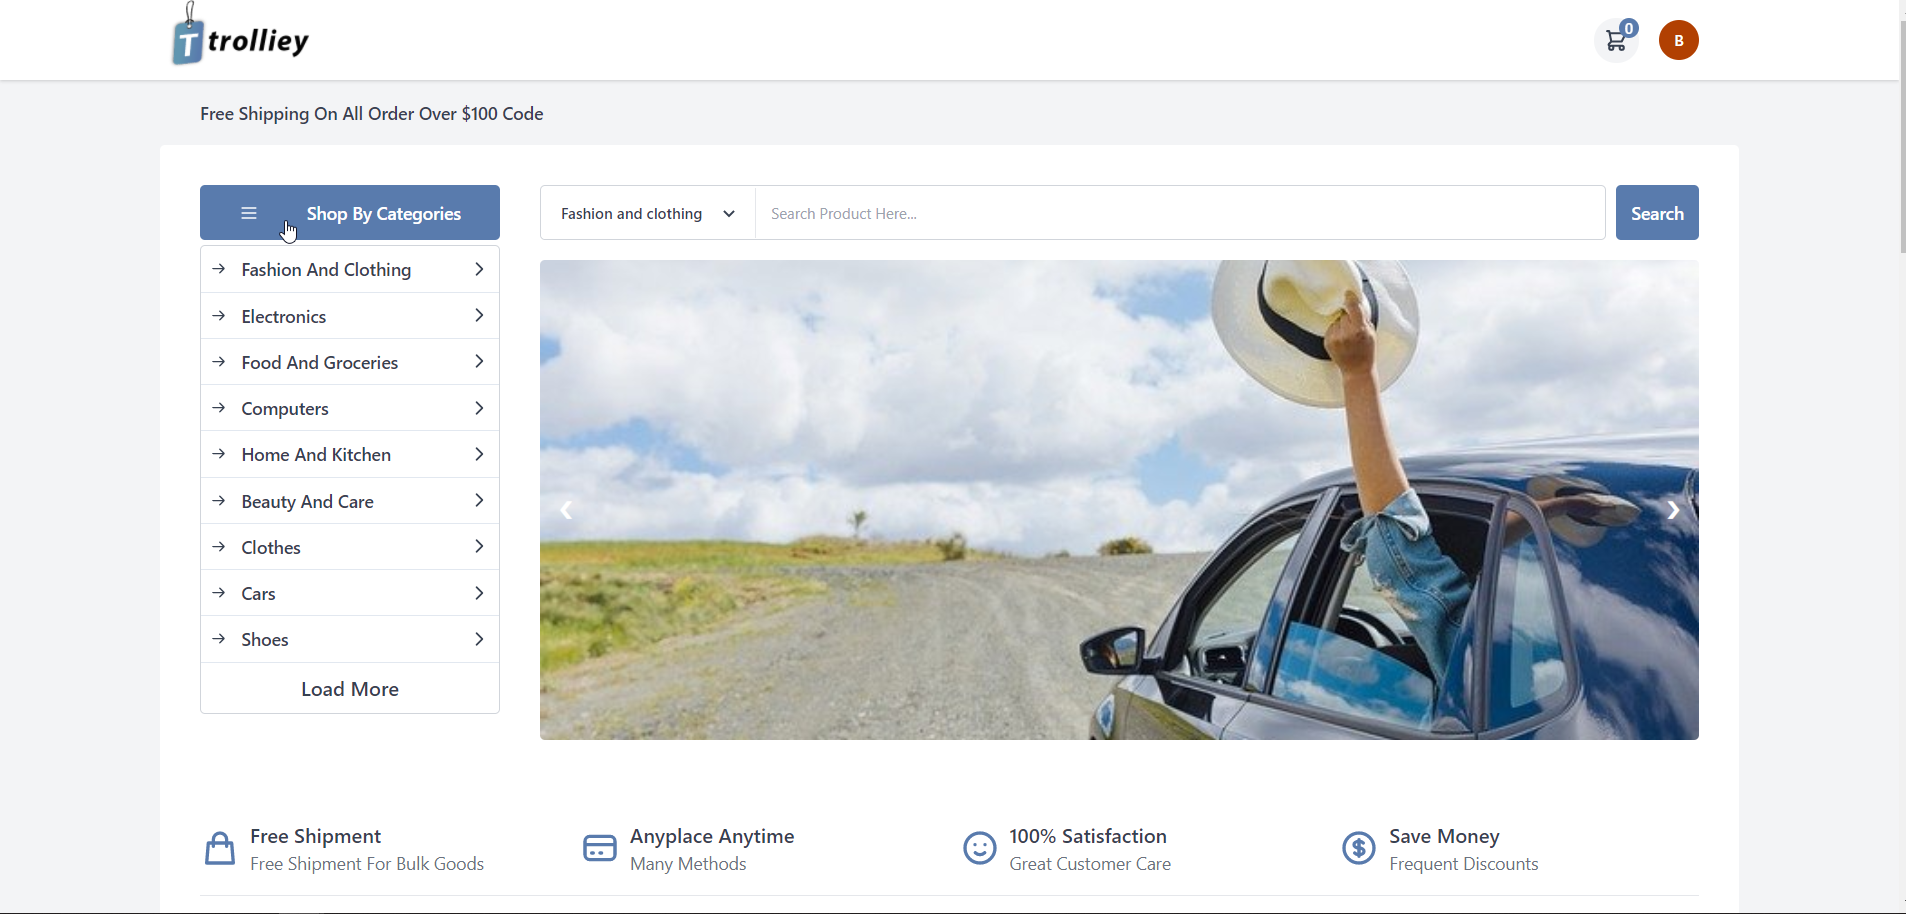 T trolliey
0
B
Free Shipping On All Order Over $100 Code
Shop By Categories
Fashion and clothing
Search Product Here...
Search
Fashion And Clothing
Electronics
Food And Groceries
Computers
Home And Kitchen
Beauty And Care
Clothes
Cars
Shoes
Load More
Free Shipment
Free Shipment For Bulk Goods
Anyplace Anytime
Many Methods
100% Satisfaction
Great Customer Care
Save Money
Frequent Discounts